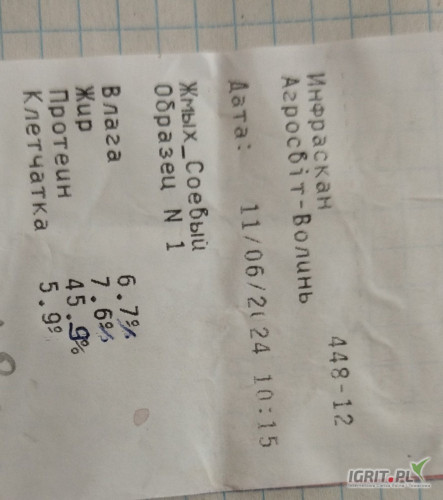 Инфраскан 448-12
Агросвіт-Волинь
Дата: 11/06/2024 10:15
Жмых_Соевый
Образец N 1
Влага 6.7%
Жир 7.6%
Протеин 45.9%
Клетчатка 5.9%
IGRIT.PL